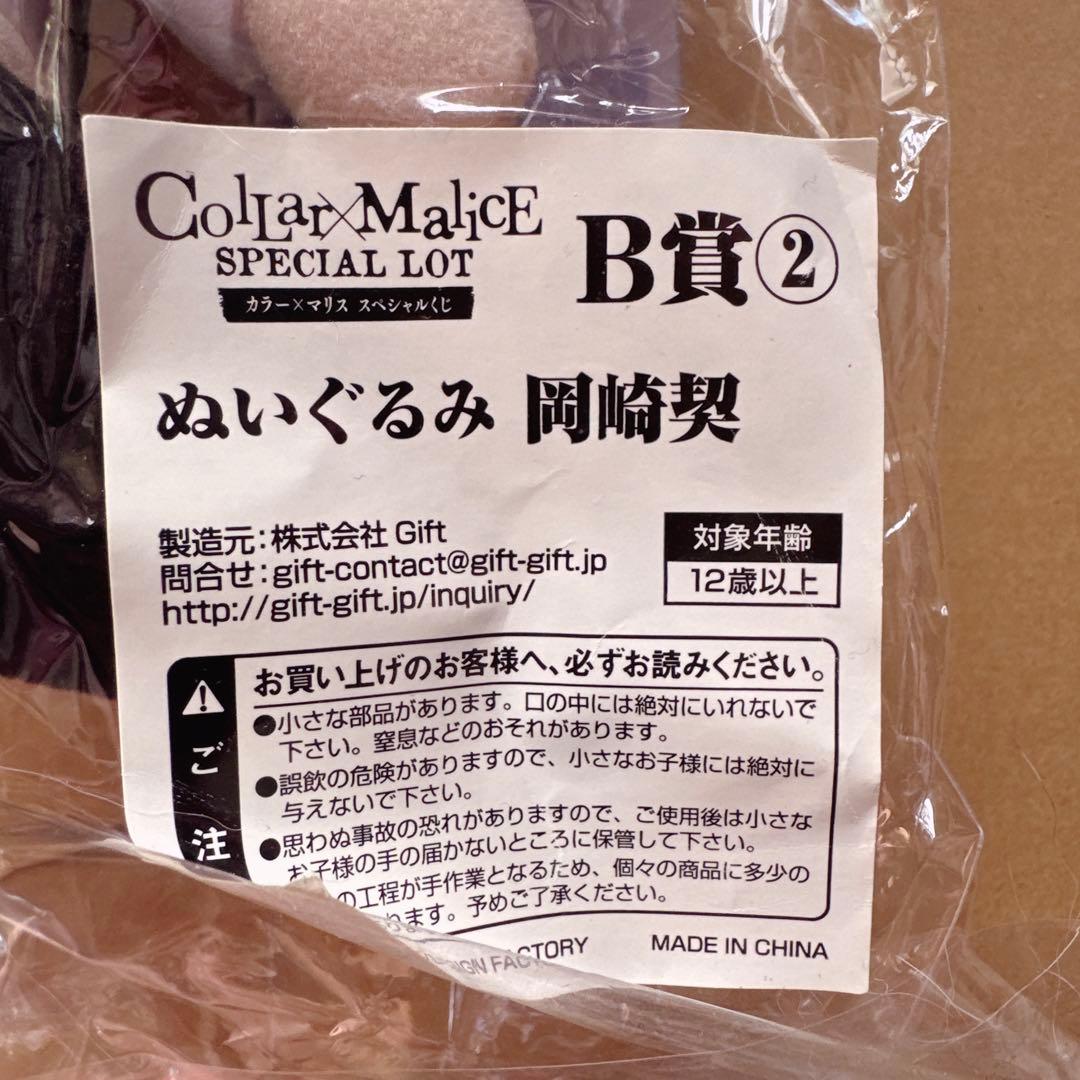 Collar×Malice
SPECIAL LOT
カラー×マリス スペシャルくじ
B賞②
ぬいぐるみ 岡崎契
製造元:株式会社 Gift
問合せ:gift-contact@gift-gift.jp
http://gift-gift.jp/inquiry/
対象年齢
12歳以上
ご注
お買い上げのお客様へ、必ずお読みください。
●小さな部品があります。口の中には絶対にいれないで
下さい。窒息などのおそれがあります。
●誤飲の危険がありますので、小さなお子様には絶対に
与えないで下さい。
●思わぬ事故の恐れがありますので、ご使用後は小さな
お子様の手の届かないところに保管して下さい。
の工程が手作業となるため、個々の商品に多少の
ります。予めご了承ください。
FACTORY
MADE IN CHINA